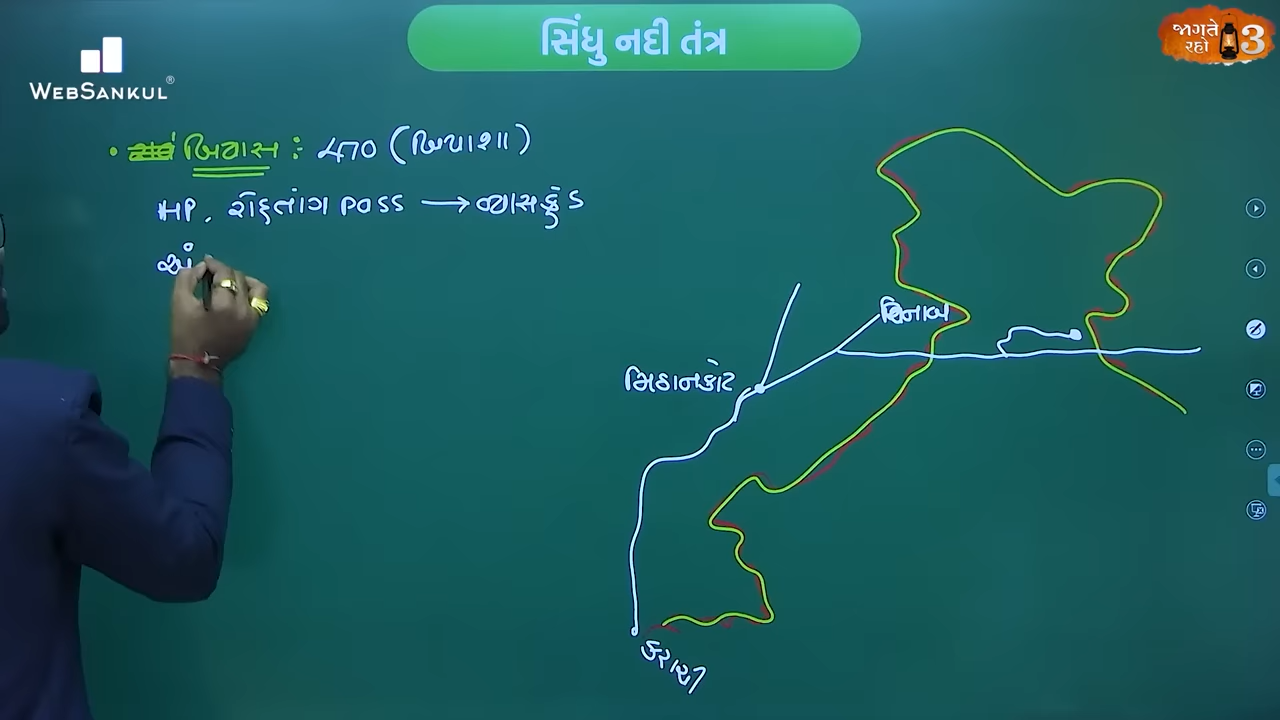 સિંધુ નદી તંત્ર
જાગતે
રહો 3
WEBSANKUL®
• બિયાસ : 470 (બિયાશા)
HP. રોહતાંગ PASS → વ્યાસકુંડ
અં
ચિનાબ
મિઠાનકોટ
કરાચી